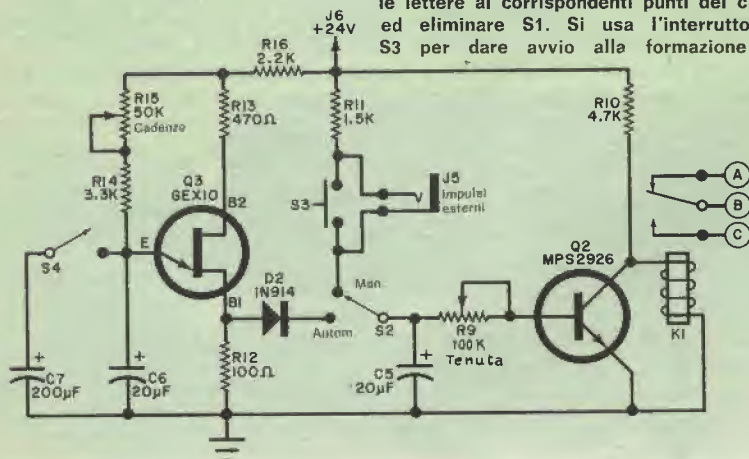 le lettere ai corrispondenti punti del c
ed eliminare S1. Si usa l'interrutto
S3 per dare avvio alla formazione
J6
+24V
R16
2.2K
R15
50K
Cadenze
R13
470Ω
R11
1.5K
R10
4.7K
R14
3.3K
Q3
GEX10
B2
S3
J5
Impulsi
esterni
A
B
C
S4
E
B1
D2
1N914
Man.
Autom.
S2
Q2
MPS2926
R9
100K
Tenuta
K1
R12
100Ω
C5
20µF
+
C7
200µF
+
C6
20µF
+